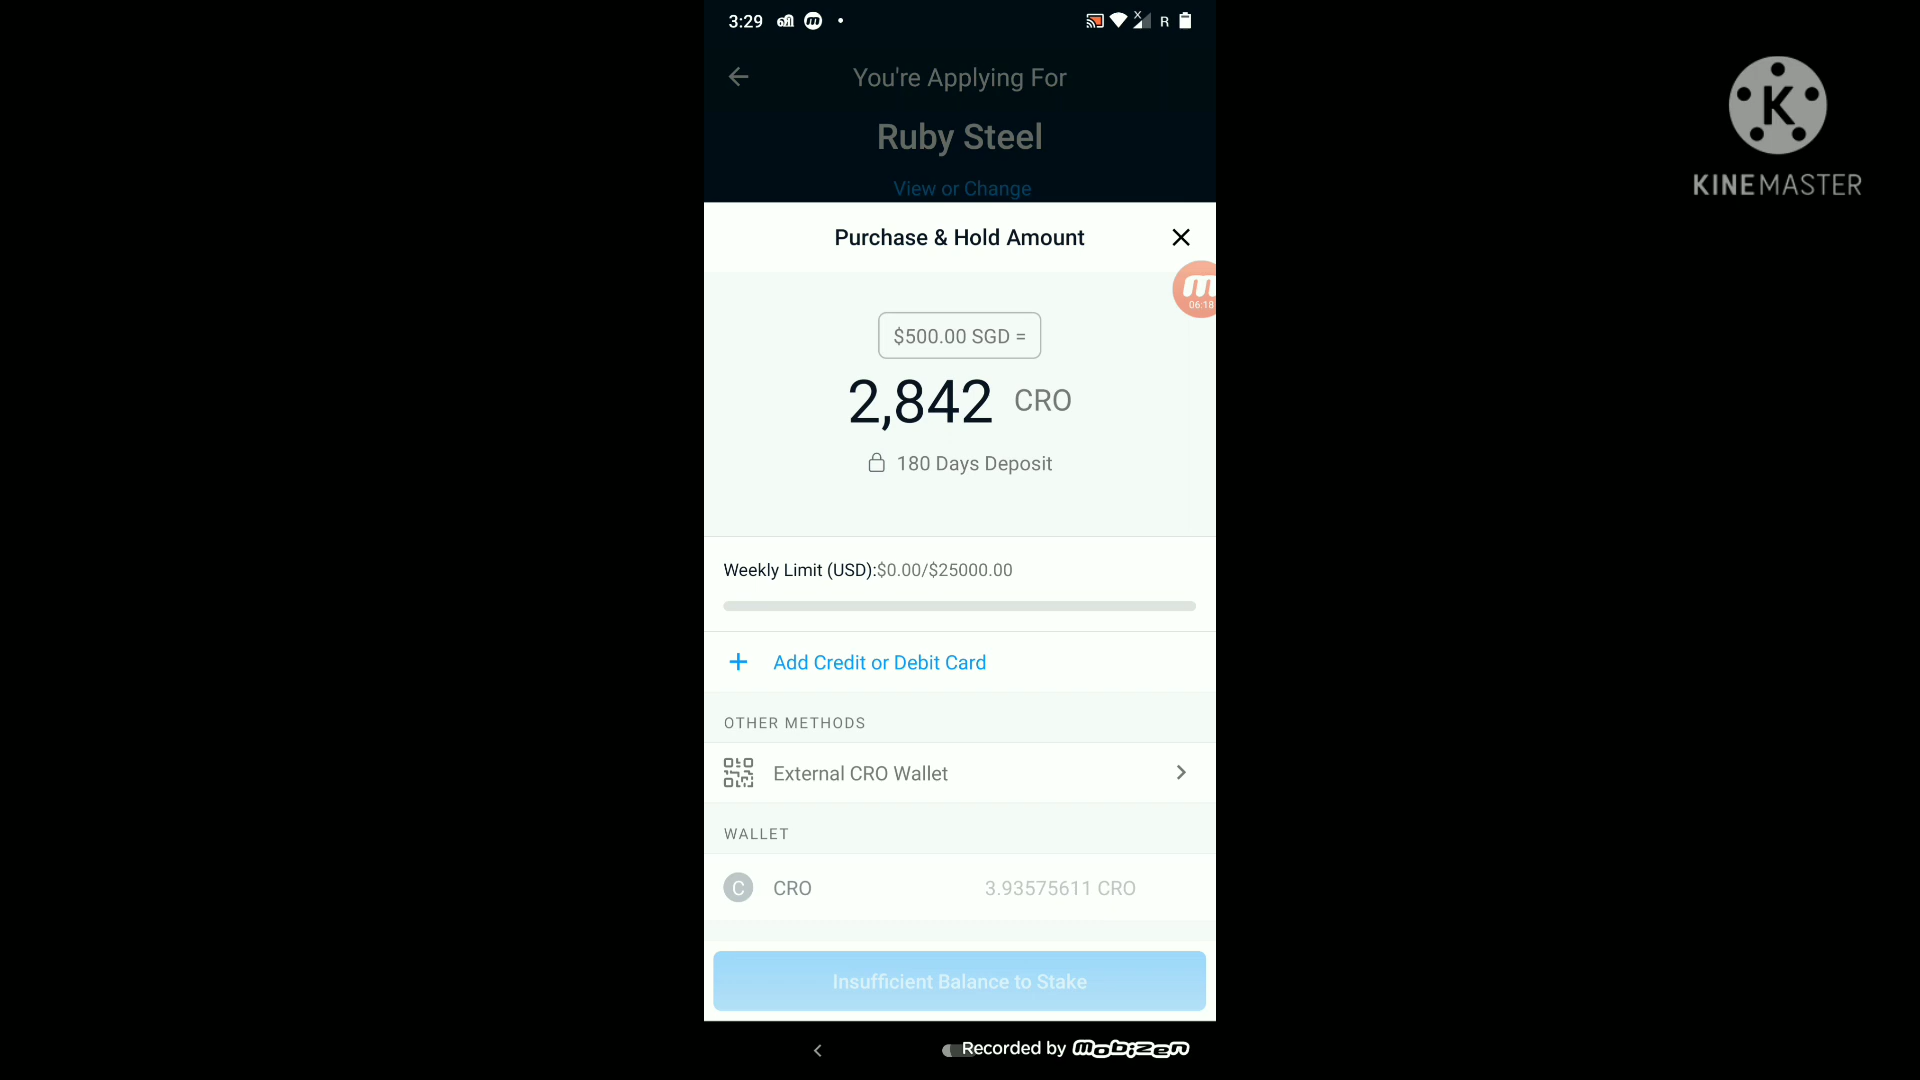 3:29 வி m R
You're Applying For
Ruby Steel
View or Change
Purchase & Hold Amount
m
06:18
$500.00 SGD =
2,842 CRO
180 Days Deposit
Weekly Limit (USD):$0.00/$25000.00
+ Add Credit or Debit Card
OTHER METHODS
External CRO Wallet
WALLET
C CRO 3.93575611 CRO
Insufficient Balance to Stake
Recorded by mobizen
K
KINEMASTER